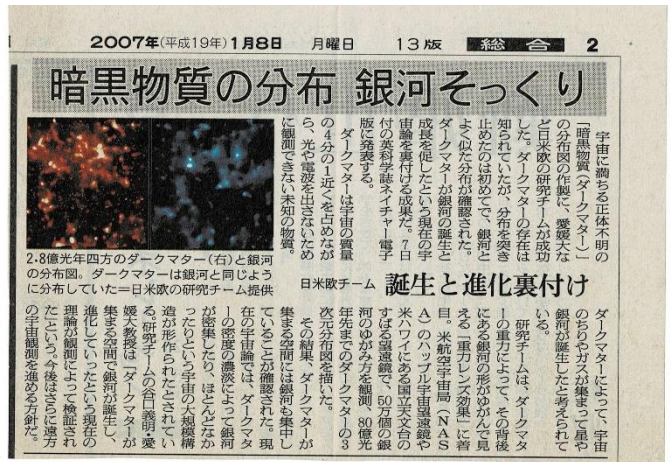 2007年(平成19年)1月8日 月曜日 13版 総合 2
暗黒物質の分布 銀河そっくり
宇宙に満ちる正体不明の
「暗黒物質(ダークマター)」
の分布図の作製に、愛媛大な
ど日米欧の研究チームが成功
した。ダークマターの存在は
知られていたが、分布を突き
止めたのは初めてで、銀河と
よく似た分布が確認された。
ダークマターが銀河の誕生と
成長を促したという現在の宇
宙論を裏付ける成果だ。7日
付の英科学誌ネイチャー電子
版に発表する。
ダークマターは宇宙の質量
の4分の1近くを占めなが
ら、光や電波を出さないため
に観測できない未知の物質。
2.8億光年四方のダークマター(右)と銀河
の分布図。ダークマターは銀河と同じよう
に分布していた=日米欧の研究チーム提供
日米欧チーム 誕生と進化裏付け
ダークマターによって、宇宙
のちりやガスが集まって星や
銀河が誕生したと考えられて
いる。
研究チームは、ダークマタ
ーの重力によって、その背後
にある銀河の形がゆがんで見
える「重力レンズ効果」に着
目。米航空宇宙局(NAS
A)のハッブル宇宙望遠鏡や
米ハワイにある国立天文台の
すばる望遠鏡で、50万個の銀
河のゆがみ方を観測、80億光
年先までのダークマターの3
次元分布図を描いた。
その結果、ダークマターが
集まる空間には銀河も集中し
ていることが確認された。現
在の宇宙論では、ダークマタ
ーの密度の濃淡によって銀河
が密集したり、ほとんどなか
ったりという宇宙の大規模構
造が形作られたとされてい
る。研究チームの谷口義明・愛
媛大教授は「ダークマターが
集まる空間で銀河が誕生し、
進化していったという現在の
理論が観測によって検証され
た」という。今後はさらに遠方
の宇宙観測を進める方針だ。